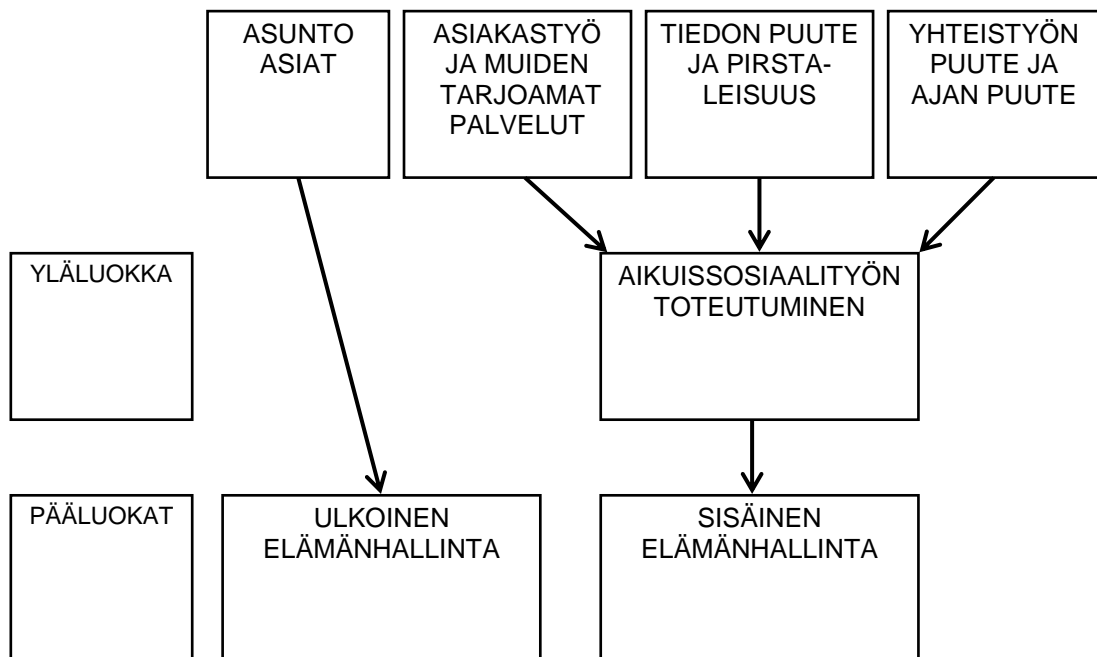 ASUNTO
ASIAT
ASIAKASTYÖ
JA MUIDEN
TARJOAMAT
PALVELUT
TIEDON PUUTE
JA PIRSTA-
LEISUUS
YHTEISTYÖN
PUUTE JA
AJAN PUUTE
YLÄLUOKKA
AIKUISSOSIAALITYÖN
TOTEUTUMINEN
PÄÄLUOKAT
ULKOINEN
ELÄMÄNHALLINTA
SISÄINEN
ELÄMÄNHALLINTA